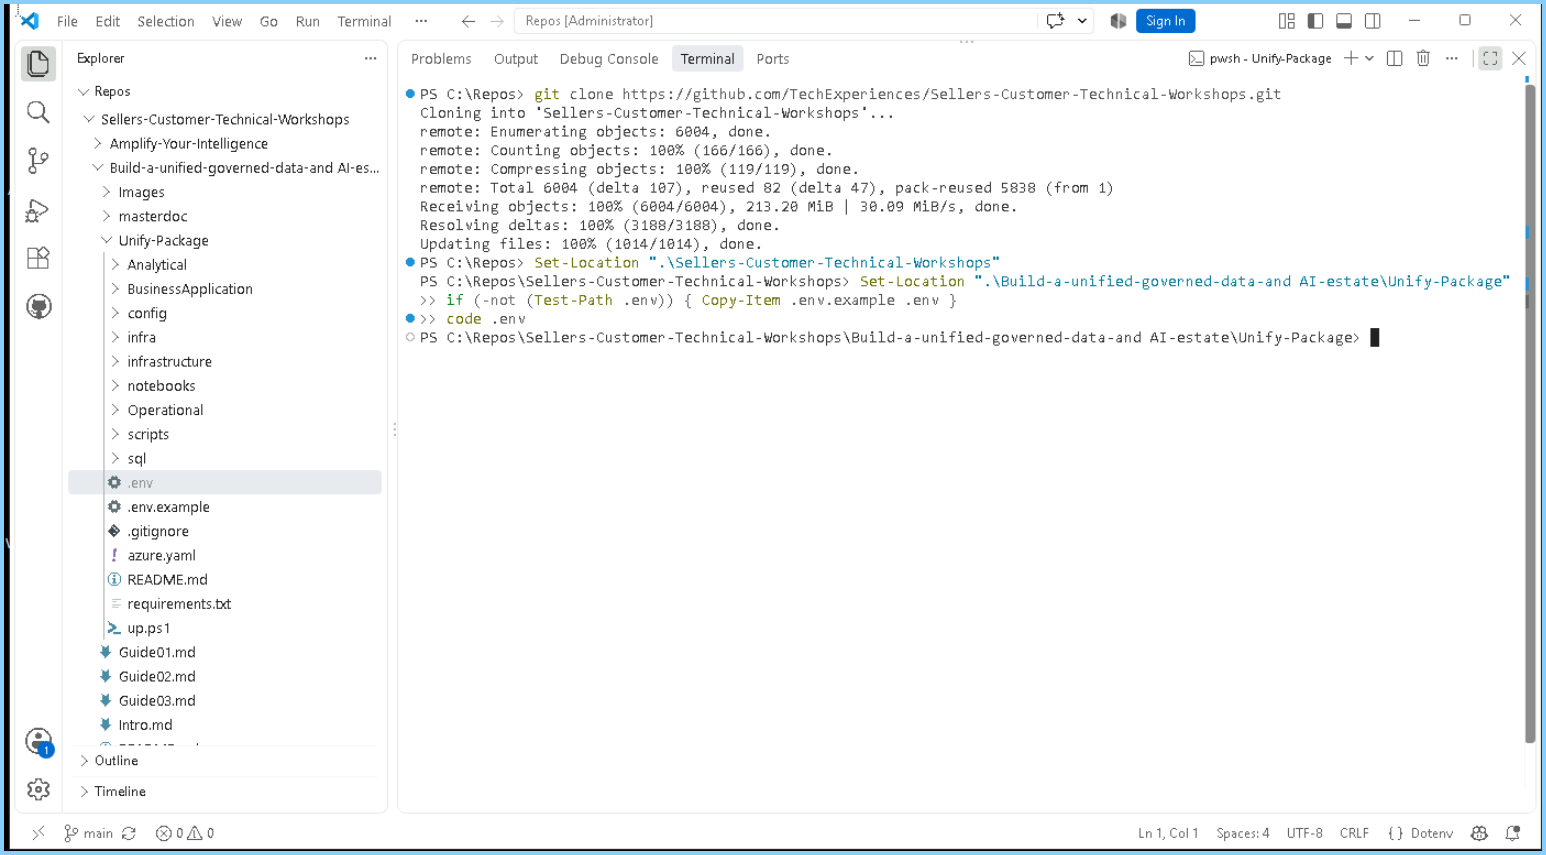 File Edit Selection View Go Run Terminal ··· Repos [Administrator] Sign In
Explorer ···
Repos
Sellers-Customer-Technical-Workshops
Amplify-Your-Intelligence
Build-a-unified-governed-data-and AI-es...
Images
masterdoc
Unify-Package
Analytical
BusinessApplication
config
infra
infrastructure
notebooks
Operational
scripts
sql
.env
.env.example
.gitignore
azure.yaml
README.md
requirements.txt
up.ps1
Guide01.md
Guide02.md
Guide03.md
Intro.md
Outline
Timeline
1
Problems Output Debug Console Terminal Ports pwsh - Unify-Package
PS C:\Repos> git clone https://github.com/TechExperiences/Sellers-Customer-Technical-Workshops.git
Cloning into 'Sellers-Customer-Technical-Workshops'...
remote: Enumerating objects: 6004, done.
remote: Counting objects: 100% (166/166), done.
remote: Compressing objects: 100% (119/119), done.
remote: Total 6004 (delta 107), reused 82 (delta 47), pack-reused 5838 (from 1)
Receiving objects: 100% (6004/6004), 213.20 MiB | 30.09 MiB/s, done.
Resolving deltas: 100% (3188/3188), done.
Updating files: 100% (1014/1014), done.
PS C:\Repos> Set-Location ".\Sellers-Customer-Technical-Workshops"
PS C:\Repos\Sellers-Customer-Technical-Workshops> Set-Location ".\Build-a-unified-governed-data-and AI-estate\Unify-Package"
>> if (-not (Test-Path .env)) { Copy-Item .env.example .env }
>> code .env
PS C:\Repos\Sellers-Customer-Technical-Workshops\Build-a-unified-governed-data-and AI-estate\Unify-Package>
main 0 0 Ln 1, Col 1 Spaces: 4 UTF-8 CRLF {} Dotenv